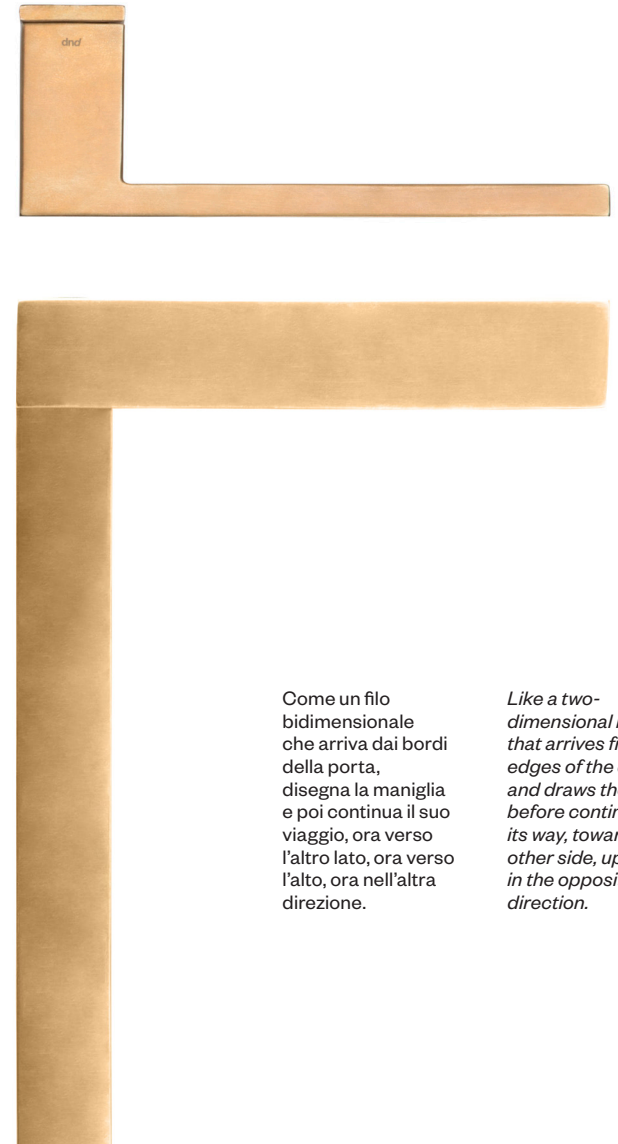 dnd
Come un filo
bidimensionale
che arriva dai bordi
della porta,
disegna la maniglia
e poi continua il suo
viaggio, ora verso
l’altro lato, ora verso
l’alto, ora nell’altra
direzione.
Like a two-
dimensional
that arrives
edges of the
and draws
before
its way,
other side,
in the
direction.